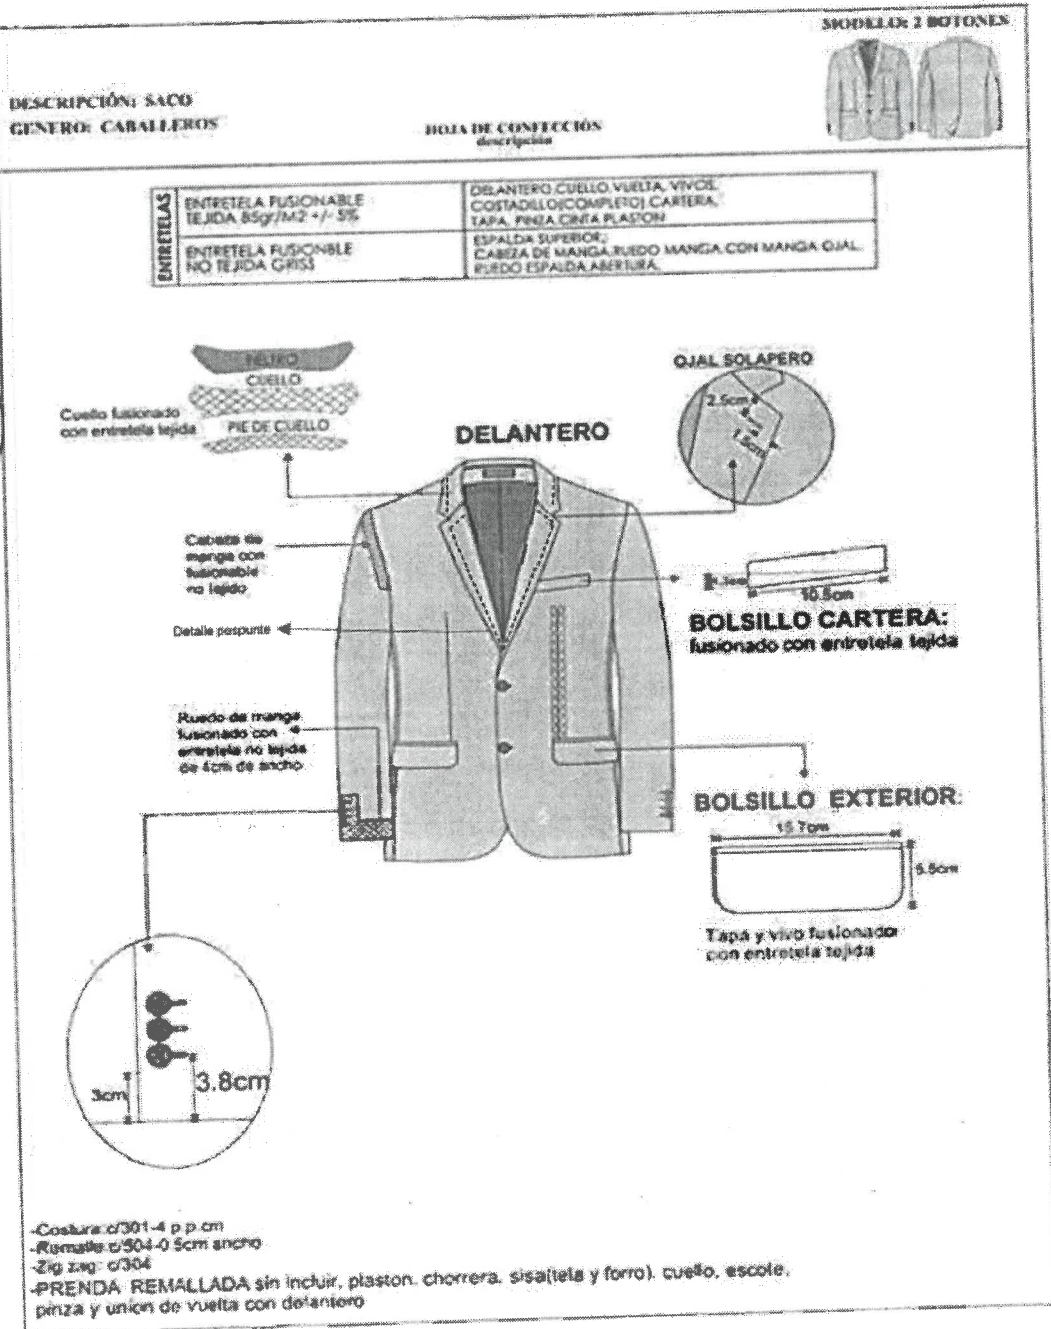 MODELO: 2 BOTONES
DESCRIPCIÓN: SACO
GENERO: CABALLEROS
HOJA DE CONFECCIÓN
descripción
ENTRETELAS
ENTRETELA FUSIONABLE
TEJIDA 85gr/M2 +/- 5%
DELANTERO,CUELLO,VUELTA, VIVOS,
COSTADILLO(COMPLETO) CARTERA,
TAPA, PINZA,CINTA PLASTON
ENTRETELA FUSIONBLE
NO TEJIDA GRISS
ESPALDA SUPERIOR,
CABEZA DE MANGA,RUEDO MANGA,CON MANGA OJAL,
RUEDO ESPALDA,ABERTURA,
FIELTRO
CUELLO
PIE DE CUELLO
Cuello fusionado
con entretela tejida
DELANTERO
OJAL SOLAPERO
2.5cm
1.5cm
Cabeza de
manga con
fusionable
no tejido
Detalle pespunte
10.5cm
BOLSILLO CARTERA:
fusionado con entretela tejida
Ruedo de manga
fusionado con
entretela no tejida
de 4cm de ancho
BOLSILLO EXTERIOR:
15.7cm
5.5cm
Tapa y vivo fusionador
con entretela tejida
3cm
3.8cm
-Costura:c/301-4 p.p.cm
-Remalle:c/504-0.5cm ancho
-Zig zag: c/304
-PRENDA REMALLADA sin incluir, plaston, chorrera, sisa(tela y forro), cuello, escote,
pinza y union de vuelta con delantero